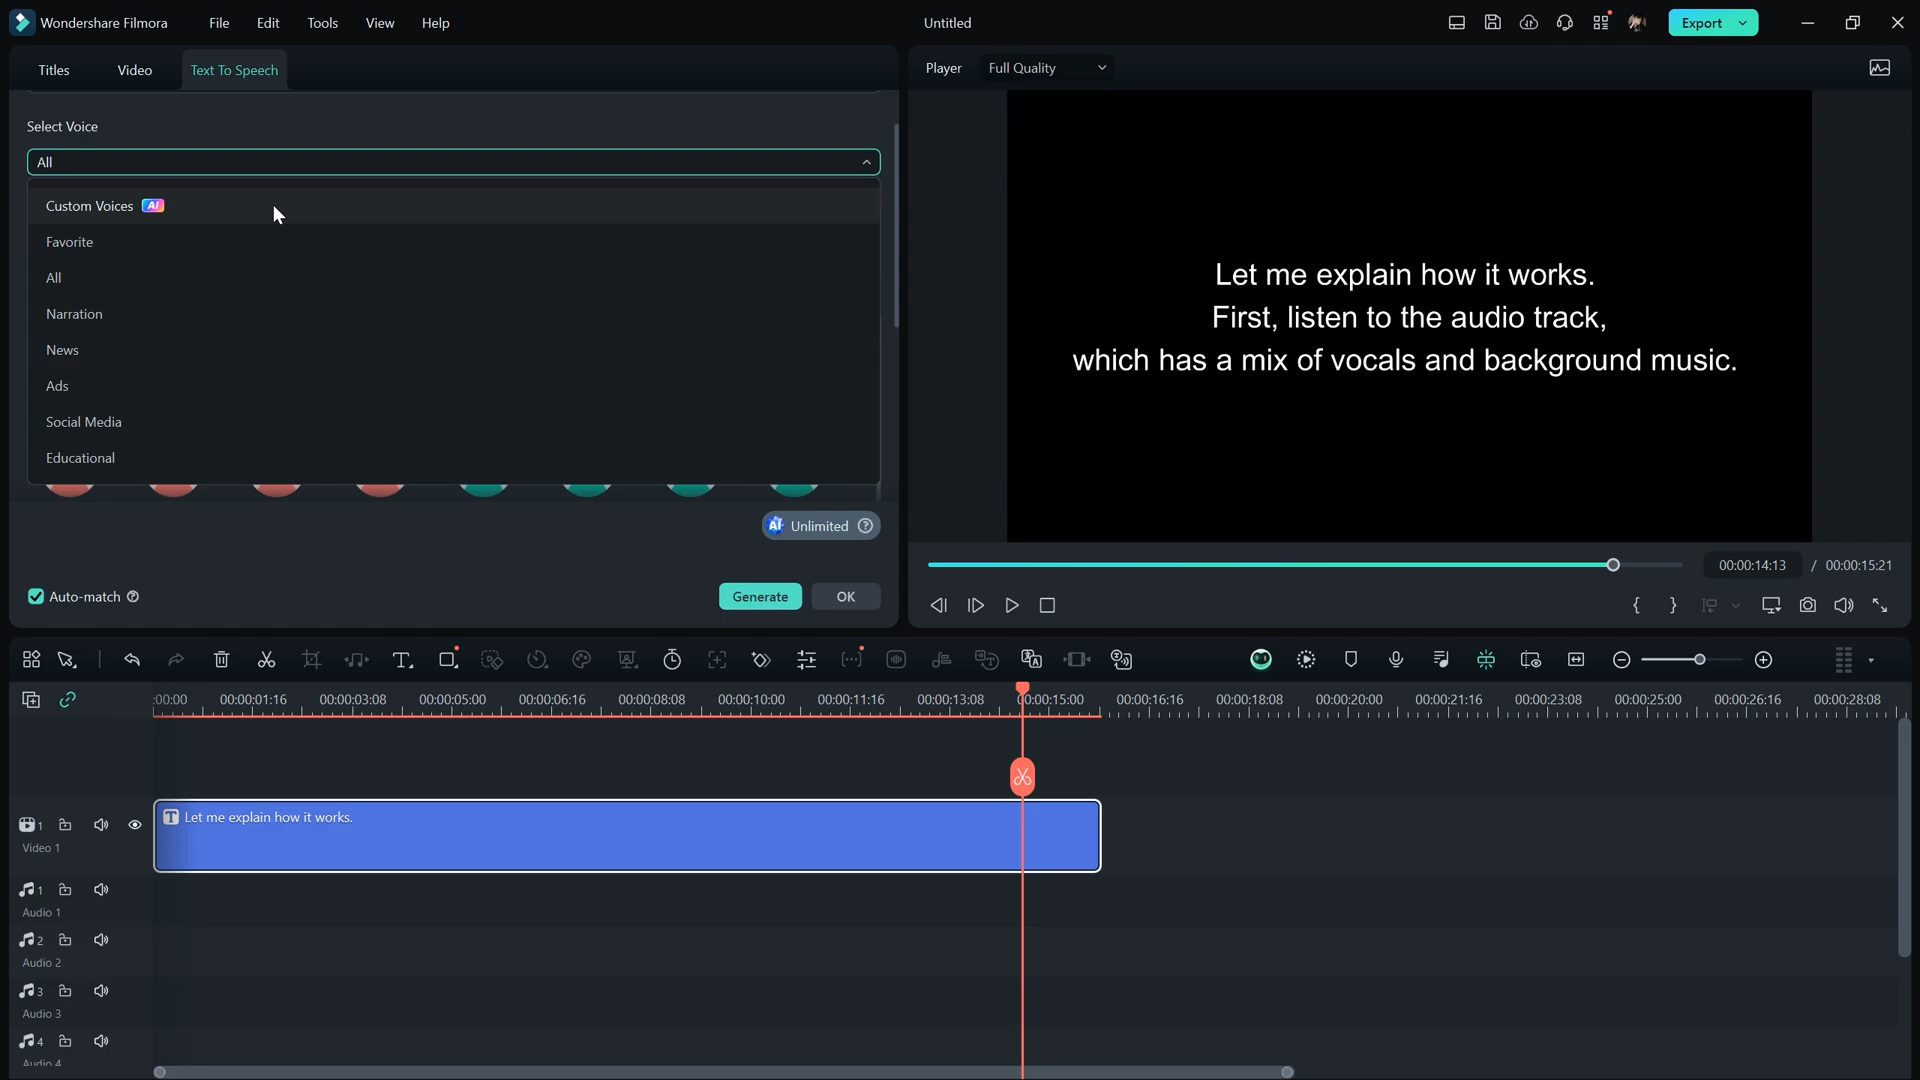 Wondershare Filmora
File
Edit
Tools
View
Help
Untitled
Export
Titles
Video
Text To Speech
Player
Full Quality
Select Voice
All
Custom Voices AI
Favorite
All
Narration
News
Ads
Social Media
Educational
Let me explain how it works.
First, listen to the audio track,
which has a mix of vocals and background music.
AI Unlimited ?
00:00:14:13 / 00:00:15:21
Auto-match ?
Generate
OK
:00:00 00:00:01:16 00:00:03:08 00:00:05:00 00:00:06:16 00:00:08:08 00:00:10:00 00:00:11:16 00:00:13:08 00:00:15:00 00:00:16:16 00:00:18:08 00:00:20:00 00:00:21:16 00:00:23:08 00:00:25:00 00:00:26:16 00:00:28:08
T Let me explain how it works.
1
Video 1
1
Audio 1
2
Audio 2
3
Audio 3
4
Audio 4